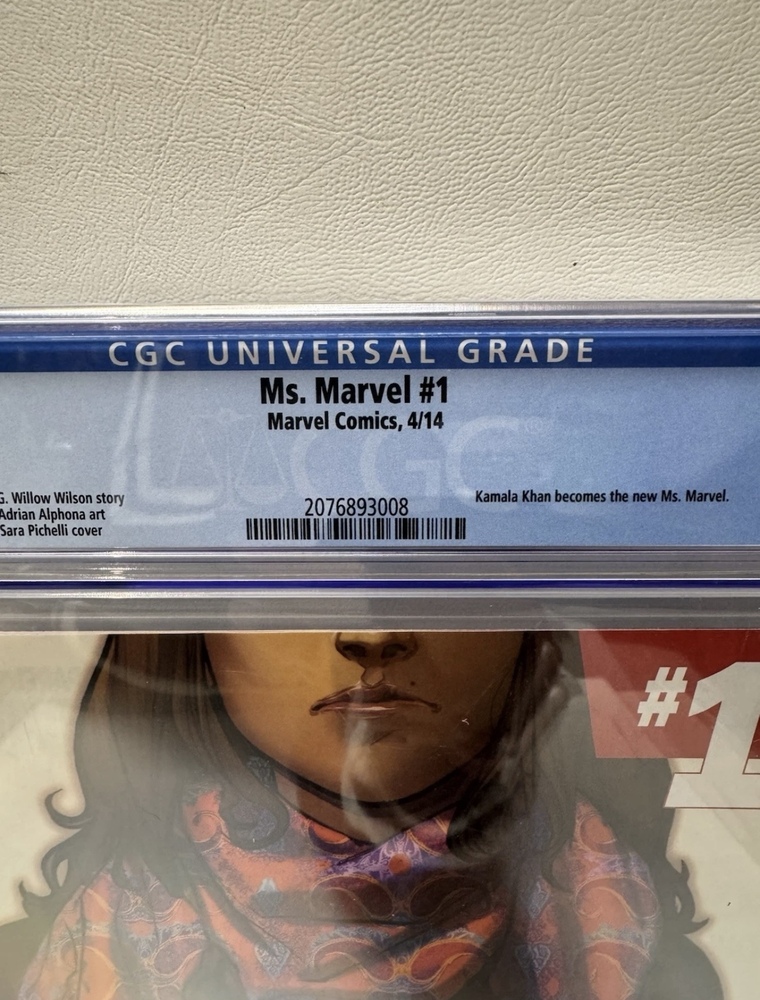 CGC UNIVERSAL GRADE
Ms. Marvel #1
Marvel Comics, 4/14
CGC
G. Willow Wilson story
Adrian Alphona art
Sara Pichelli cover
2076893008
Kamala Khan becomes the new Ms. Marvel.
#1